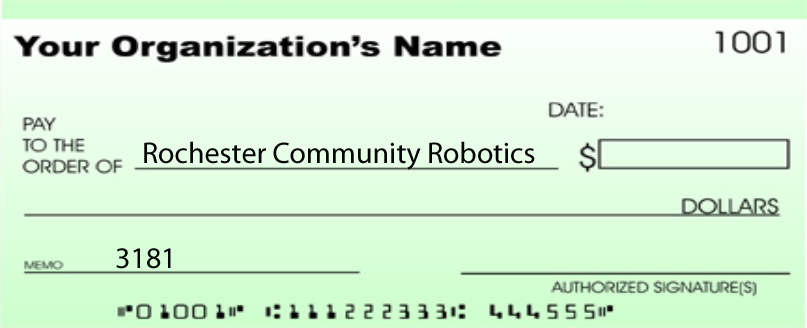 Your Organization's Name 1001
DATE:
PAY
TO THE
ORDER OF Rochester Community Robotics $
DOLLARS
MEMO 3181
AUTHORIZED SIGNATURE(S)
⑈01001⑈ ⑆111222333⑆ 444555⑈